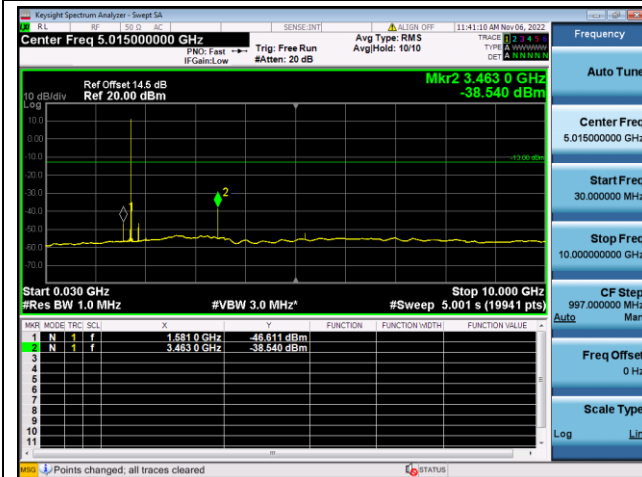 Keysight Spectrum Analyzer - Swept SA
RL RF 50 Ω AC SENSE:INT ALIGN OFF 11:41:10 AM Nov 06, 2022
Center Freq 5.015000000 GHz
PNO: Fast
IFGain:Low
Trig: Free Run
#Atten: 20 dB
Avg Type: RMS
Avg|Hold: 10/10
TRACE 1 2 3 4 5 6
TYPE A WWWWW
DET A N N N N N
Ref Offset 14.5 dB
Ref 20.00 dBm
10 dB/div
Log
Mkr2 3.463 0 GHz
-38.540 dBm
10.0
0.00
-10.0
-13.00 dBm
-20.0
-30.0
-40.0
-50.0
-60.0
-70.0
1
2
Start 0.030 GHz
Stop 10.000 GHz
#Res BW 1.0 MHz
#VBW 3.0 MHz*
#Sweep 5.001 s (19941 pts)
MKR MODE TRC SCL X Y FUNCTION FUNCTION WIDTH FUNCTION VALUE
1 N 1 f 1.581 0 GHz -46.611 dBm
2 N 1 f 3.463 0 GHz -38.540 dBm
3
4
5
6
7
8
9
10
11
MSG Points changed; all traces cleared
STATUS
Frequency
Auto Tune
Center Freq
5.015000000 GHz
Start Freq
30.000000 MHz
Stop Freq
10.000000000 GHz
CF Step
997.000000 MHz
Auto Man
Freq Offset
0 Hz
Scale Type
Log Lin